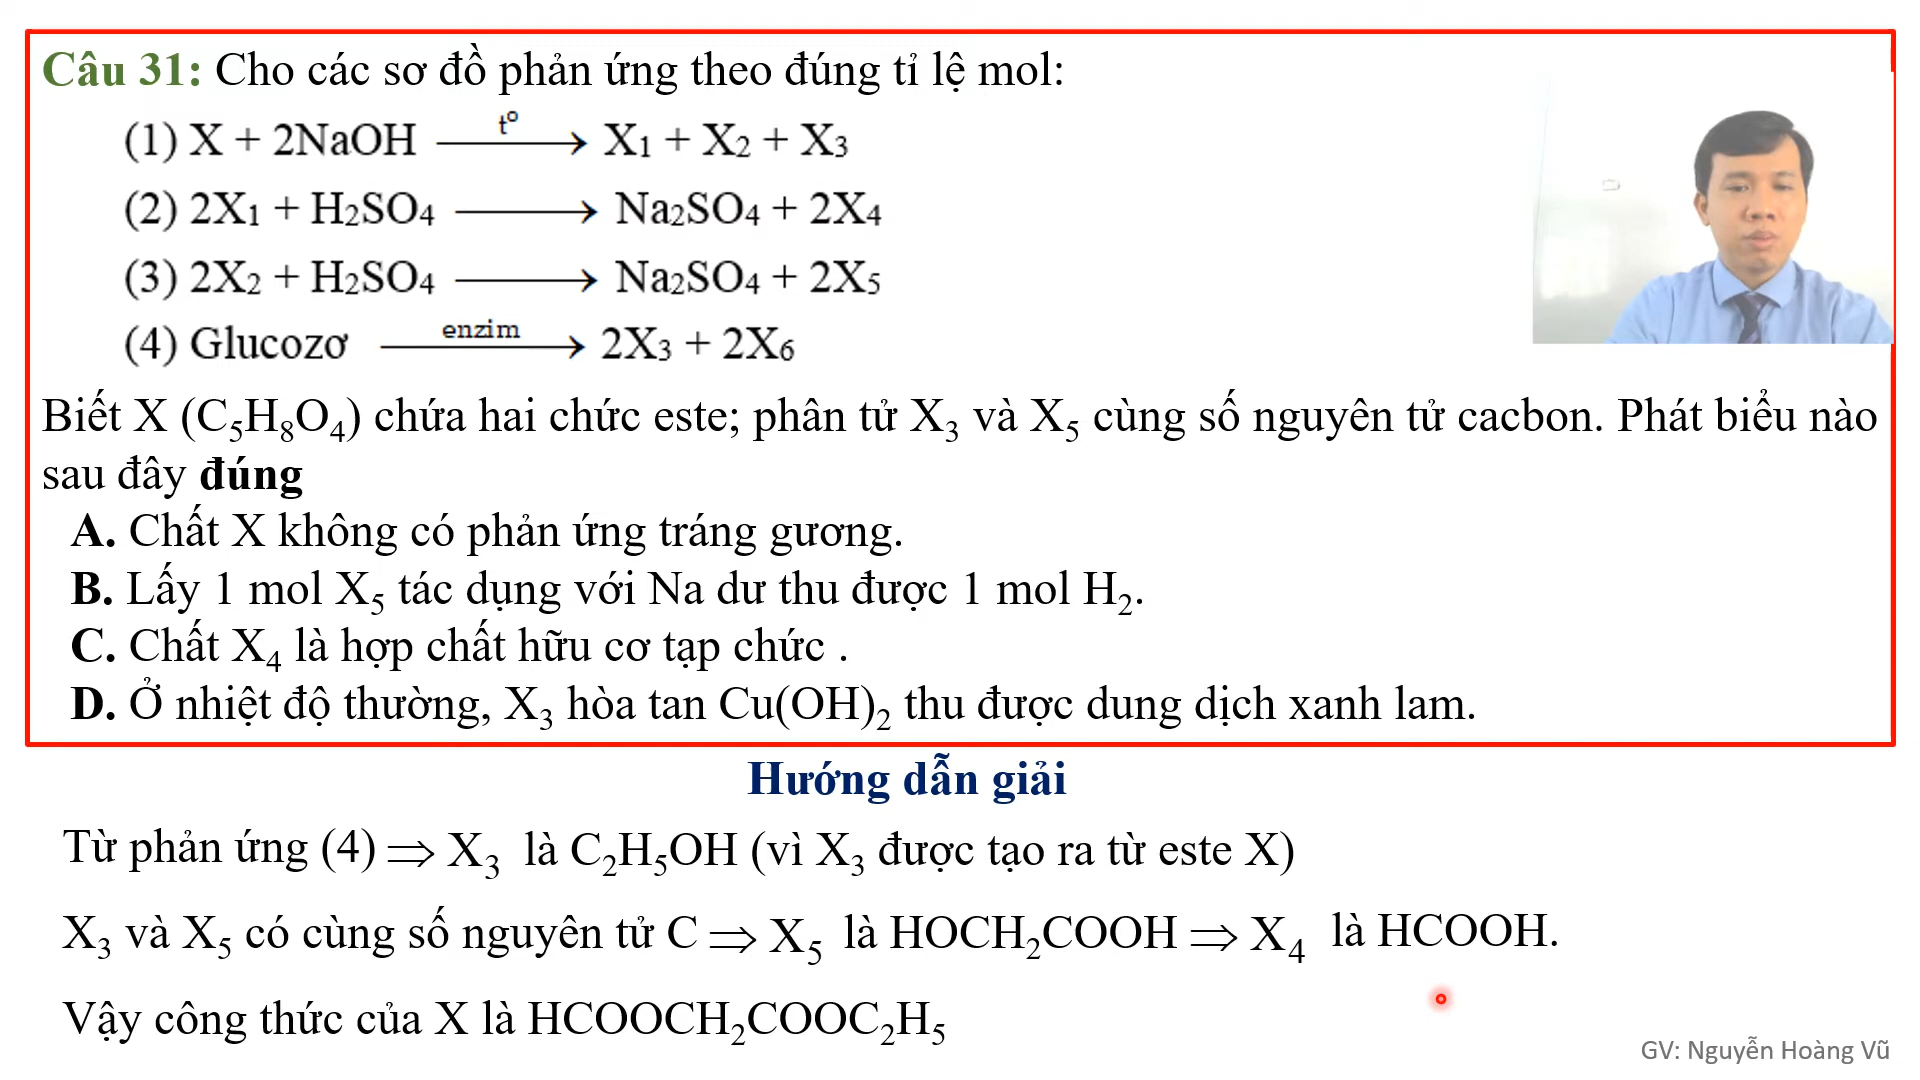 Câu 31: Cho các sơ đồ phản ứng theo đúng tỉ lệ mol:
(1) X + 2NaOH —t⁰→ X₁ + X₂ + X₃
(2) 2X₁ + H₂SO₄ ⟶ Na₂SO₄ + 2X₄
(3) 2X₂ + H₂SO₄ ⟶ Na₂SO₄ + 2X₅
(4) Glucozơ —enzim→ 2X₃ + 2X₆
Biết X (C₅H₈O₄) chứa hai chức este; phân tử X₃ và X₅ cùng số nguyên tử cacbon. Phát biểu nào
sau đây đúng
A. Chất X không có phản ứng tráng gương.
B. Lấy 1 mol X₅ tác dụng với Na dư thu được 1 mol H₂.
C. Chất X₄ là hợp chất hữu cơ tạp chức .
D. Ở nhiệt độ thường, X₃ hòa tan Cu(OH)₂ thu được dung dịch xanh lam.
Hướng dẫn giải
Từ phản ứng (4) ⇒ X₃ là C₂H₅OH (vì X₃ được tạo ra từ este X)
X₃ và X₅ có cùng số nguyên tử C ⇒ X₅ là HOCH₂COOH ⇒ X₄ là HCOOH.
Vậy công thức của X là HCOOCH₂COOC₂H₅
GV: Nguyễn Hoàng Vũ